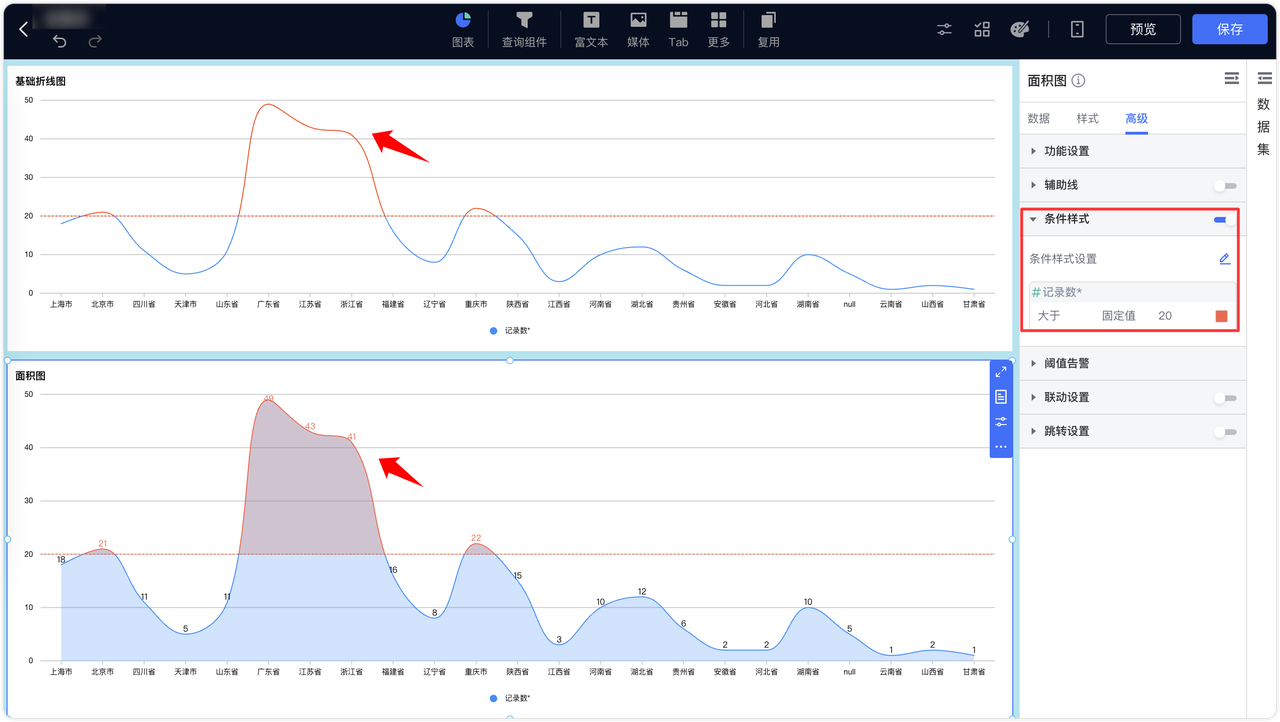 图表 查询组件 富文本 媒体 Tab 更多 复用 预览 保存
基础折线图
50
40
30
20
10
0
上海市 北京市 四川省 天津市 山东省 广东省 江苏省 浙江省 福建省 辽宁省 重庆市 陕西省 江西省 河南省 湖北省 贵州省 安徽省 河北省 湖南省 null 云南省 山西省 甘肃省
记录数*
面积图
50
40
30
20
10
0
18 21 11 5 11 49 43 41 16 8 22 15 3 10 12 6 2 2 10 5 1 2 1
上海市 北京市 四川省 天津市 山东省 广东省 江苏省 浙江省 福建省 辽宁省 重庆市 陕西省 江西省 河南省 湖北省 贵州省 安徽省 河北省 湖南省 null 云南省 山西省 甘肃省
记录数*
面积图
数据 样式 高级
功能设置
辅助线
条件样式
条件样式设置
#记录数*
大于 固定值 20
阈值告警
联动设置
跳转设置
数
据
集